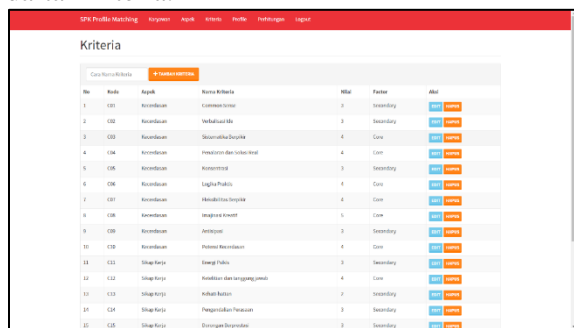 SPK Profile Matching Karyawan Aspek Kriteria Profile Perhitungan Logout
Kriteria
Cari Nama Kriteria + TAMBAH KRITERIA
No Kode Aspek Nama Kriteria Nilai Factor Aksi
1 C01 Kecerdasan Common Sense 3 Secondary EDIT HAPUS
2 C02 Kecerdasan Verbalisasi Ide 3 Secondary EDIT HAPUS
3 C03 Kecerdasan Sistematika Berpikir 4 Core EDIT HAPUS
4 C04 Kecerdasan Penalaran dan Solusi Real 4 Core EDIT HAPUS
5 C05 Kecerdasan Konsentrasi 3 Secondary EDIT HAPUS
6 C06 Kecerdasan Logika Praktis 4 Core EDIT HAPUS
7 C07 Kecerdasan Fleksibilitas Berpikir 4 Core EDIT HAPUS
8 C08 Kecerdasan Imajinasi Kreatif 5 Core EDIT HAPUS
9 C09 Kecerdasan Antisipasi 3 Secondary EDIT HAPUS
10 C10 Kecerdasan Potensi Kecerdasan 4 Core EDIT HAPUS
11 C11 Sikap Kerja Energi Psikis 3 Secondary EDIT HAPUS
12 C12 Sikap Kerja Ketelitian dan tanggung jawab 4 Core EDIT HAPUS
13 C13 Sikap Kerja Kehati-hatian 2 Secondary EDIT HAPUS
14 C14 Sikap Kerja Pengendalian Perasaan 3 Secondary EDIT HAPUS
15 C15 Sikap Kerja Dorongan Berprestasi 3 Secondary EDIT HAPUS